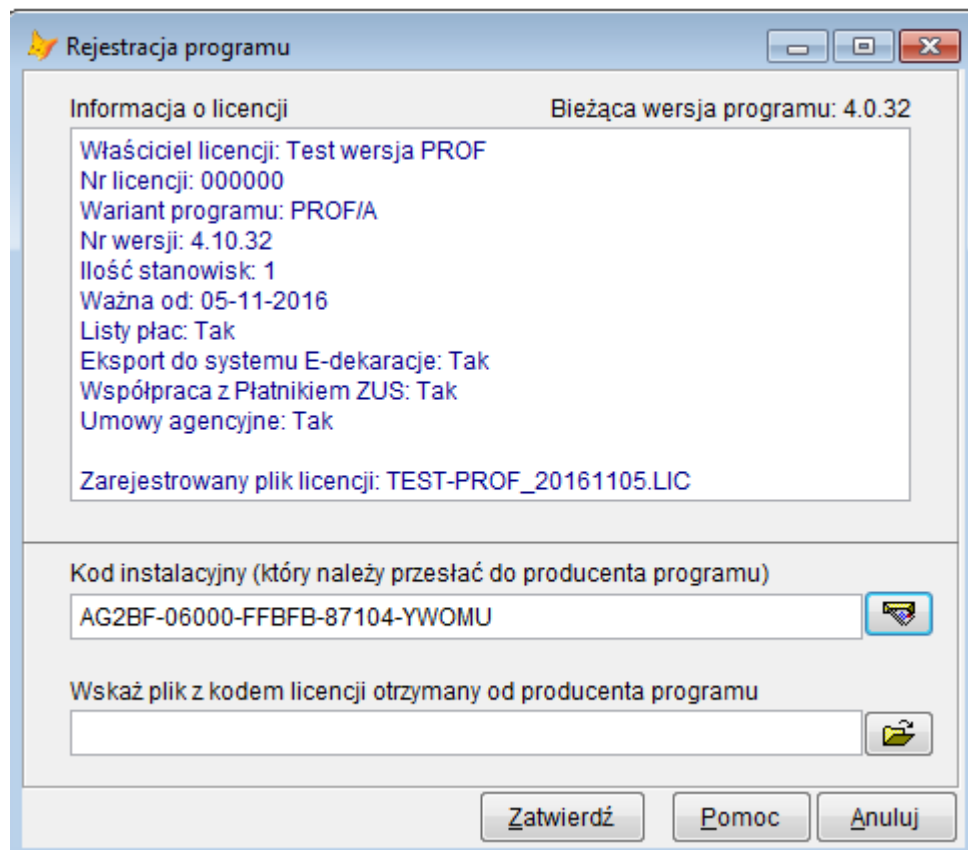 Rejestracja programu
Informacja o licencji
Bieżąca wersja programu: 4.0.32
Właściciel licencji: Test wersja PROF
Nr licencji: 000000
Wariant programu: PROF/A
Nr wersji: 4.10.32
Ilość stanowisk: 1
Ważna od: 05-11-2016
Listy płac: Tak
Eksport do systemu E-dekaracje: Tak
Współpraca z Płatnikiem ZUS: Tak
Umowy agencyjne: Tak
Zarejestrowany plik licencji: TEST-PROF_20161105.LIC
Kod instalacyjny (który należy przesłać do producenta programu)
AG2BF-06000-FFBFB-87104-YWOMU
Wskaż plik z kodem licencji otrzymany od producenta programu
Zatwierdź
Pomoc
Anuluj